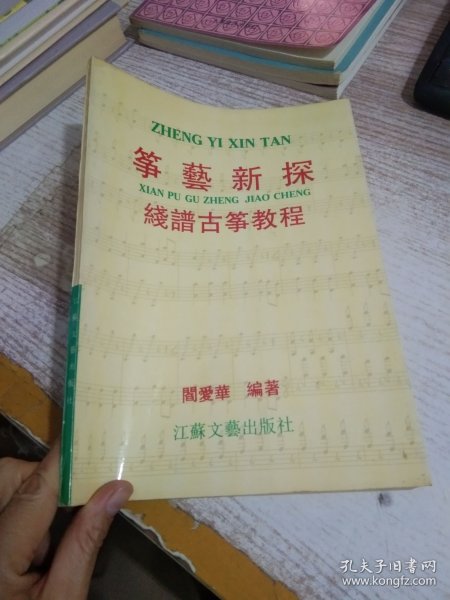 ZHENG YI XIN TAN
筝藝新探
XIAN PU GU ZHENG JIAO CHENG
綫譜古筝教程
閻愛華 編著
江蘇文藝出版社
孔夫子旧书网
www.kongfz.com